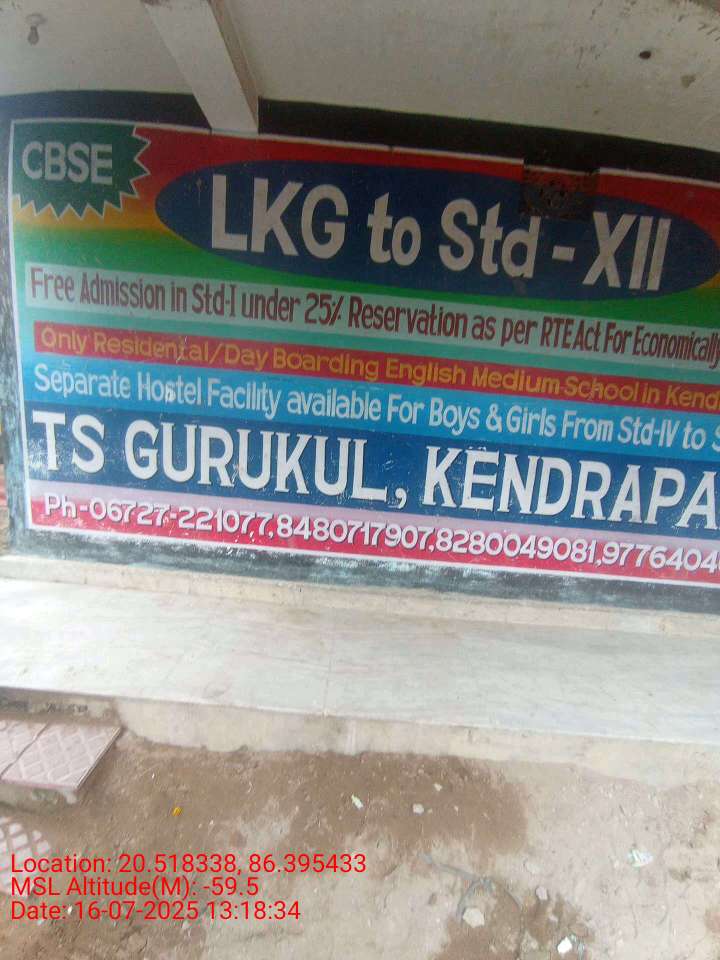 CBSE
LKG to Std - XII
Free Admission in Std-I under 25% Reservation as per RTE Act For Economically
Only Residental/Day Boarding English Medium School in Kend
Separate Hostel Facility available For Boys & Girls From Std-IV to S
TS GURUKUL, KENDRAPA
Ph-06727-221077,8480717907,8280049081,9776404
Location: 20.518338, 86.395433
MSL Altitude(M): -59.5
Date: 16-07-2025 13:18:34